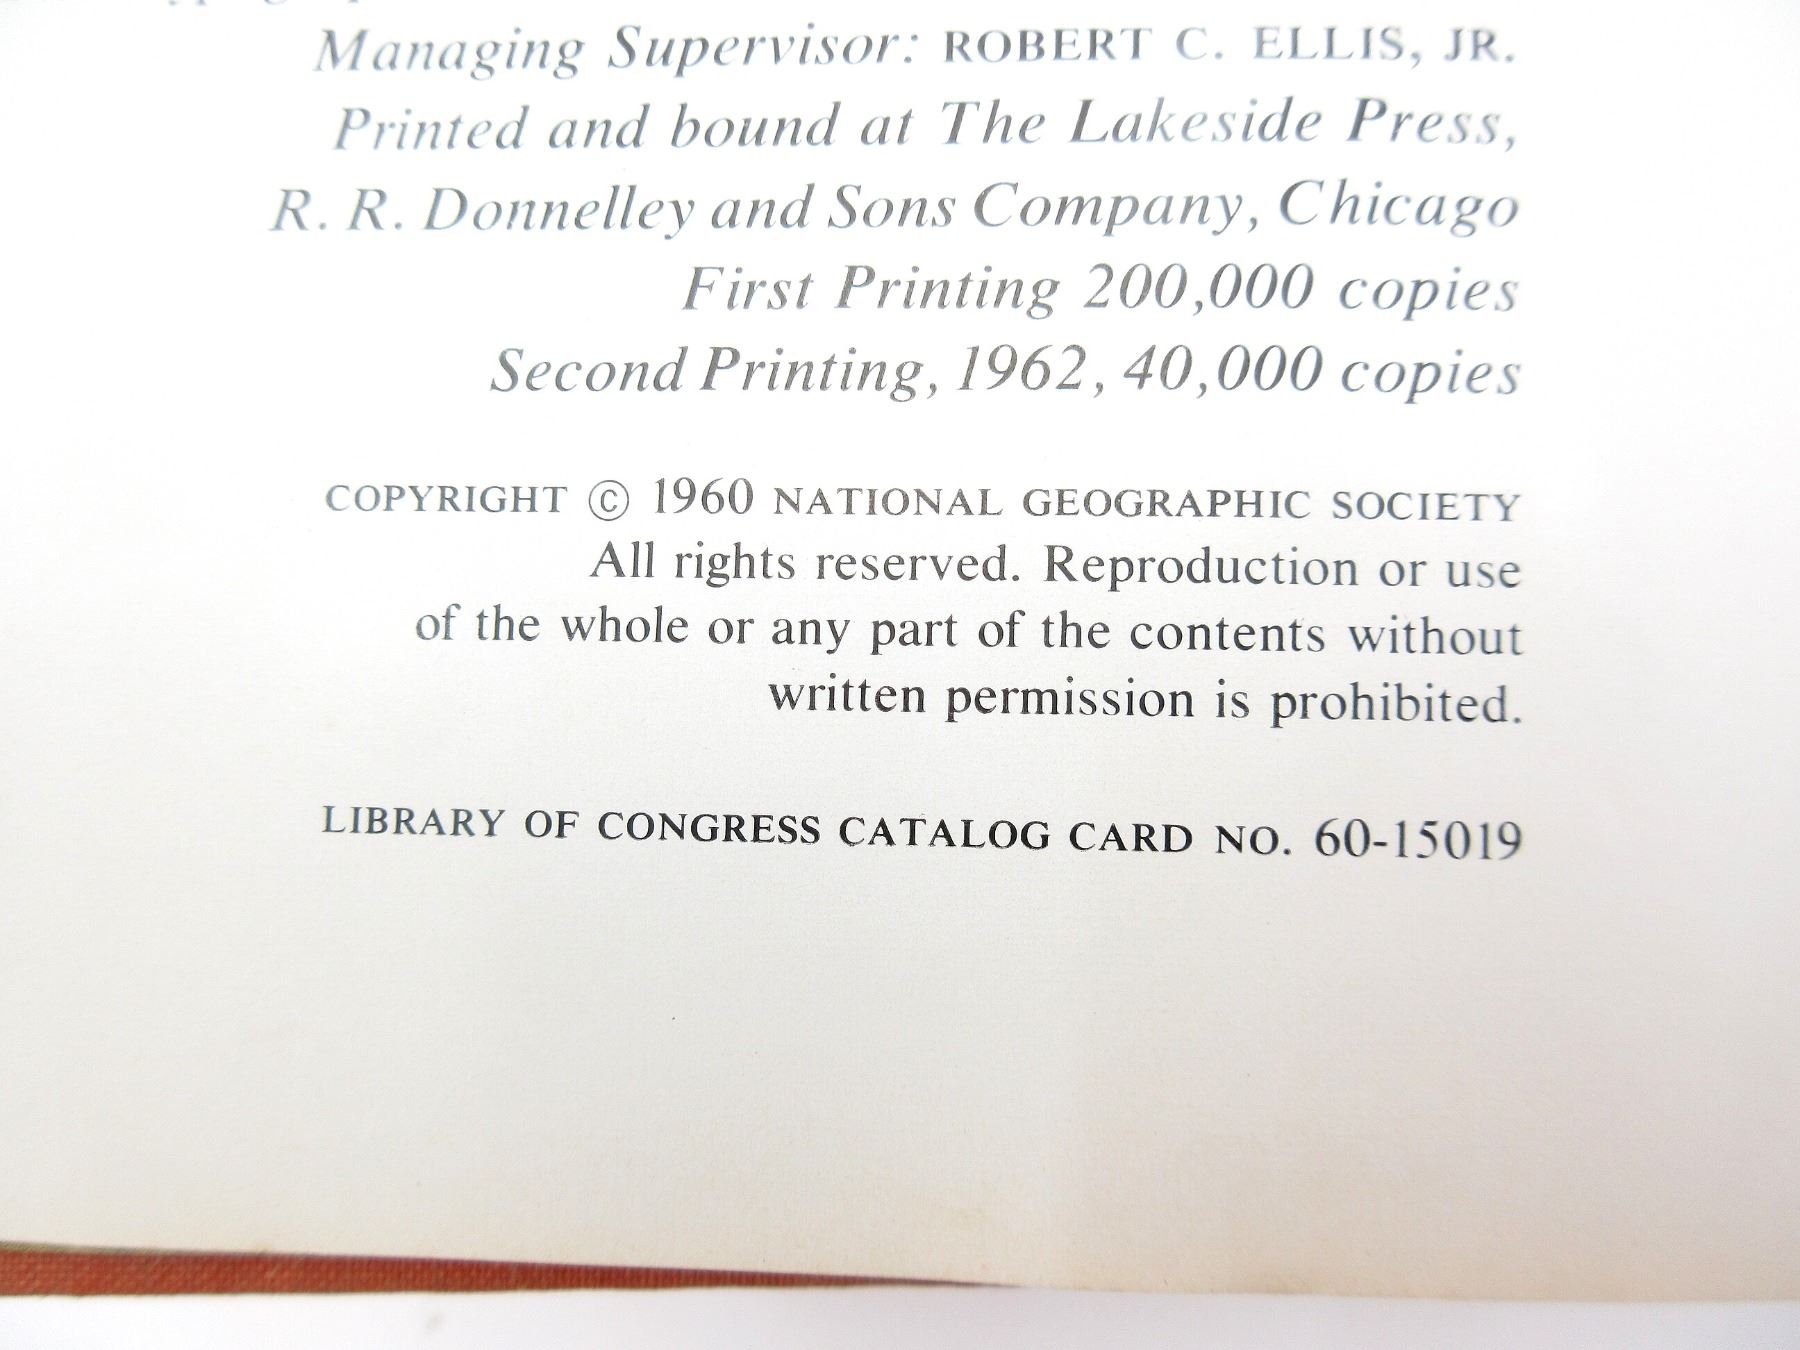 Managing Supervisor: ROBERT C. ELLIS, JR.
Printed and bound at The Lakeside Press,
R. R. Donnelley and Sons Company, Chicago
First Printing 200,000 copies
Second Printing, 1962, 40,000 copies
COPYRIGHT © 1960 NATIONAL GEOGRAPHIC SOCIETY
All rights reserved. Reproduction or use
of the whole or any part of the contents without
written permission is prohibited.
LIBRARY OF CONGRESS CATALOG CARD NO. 60-15019